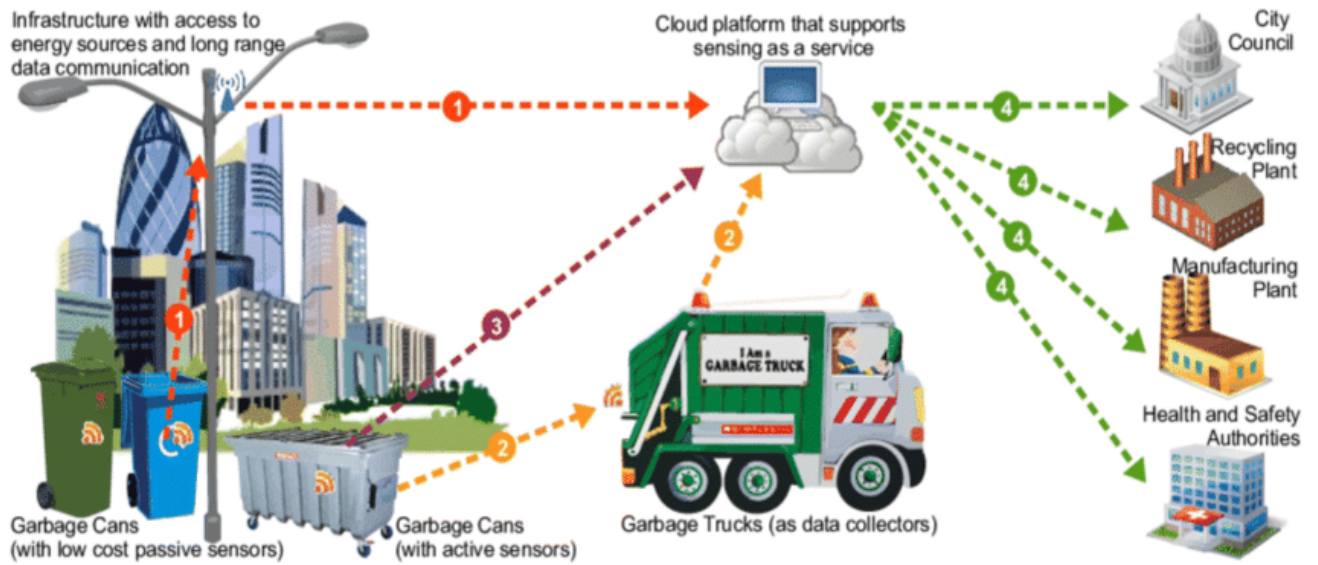 Infrastructure with access to
energy sources and long range
data communication
Cloud platform that supports
sensing as a service
City
Council
1
4
Recycling
Plant
4
2
4
Manufacturing
Plant
4
1
3
I Am a
GARBAGE TRUCK
Health and Safety
Authorities
2
Garbage Cans
(with low cost passive sensors)
Garbage Cans
(with active sensors)
Garbage Trucks (as data collectors)